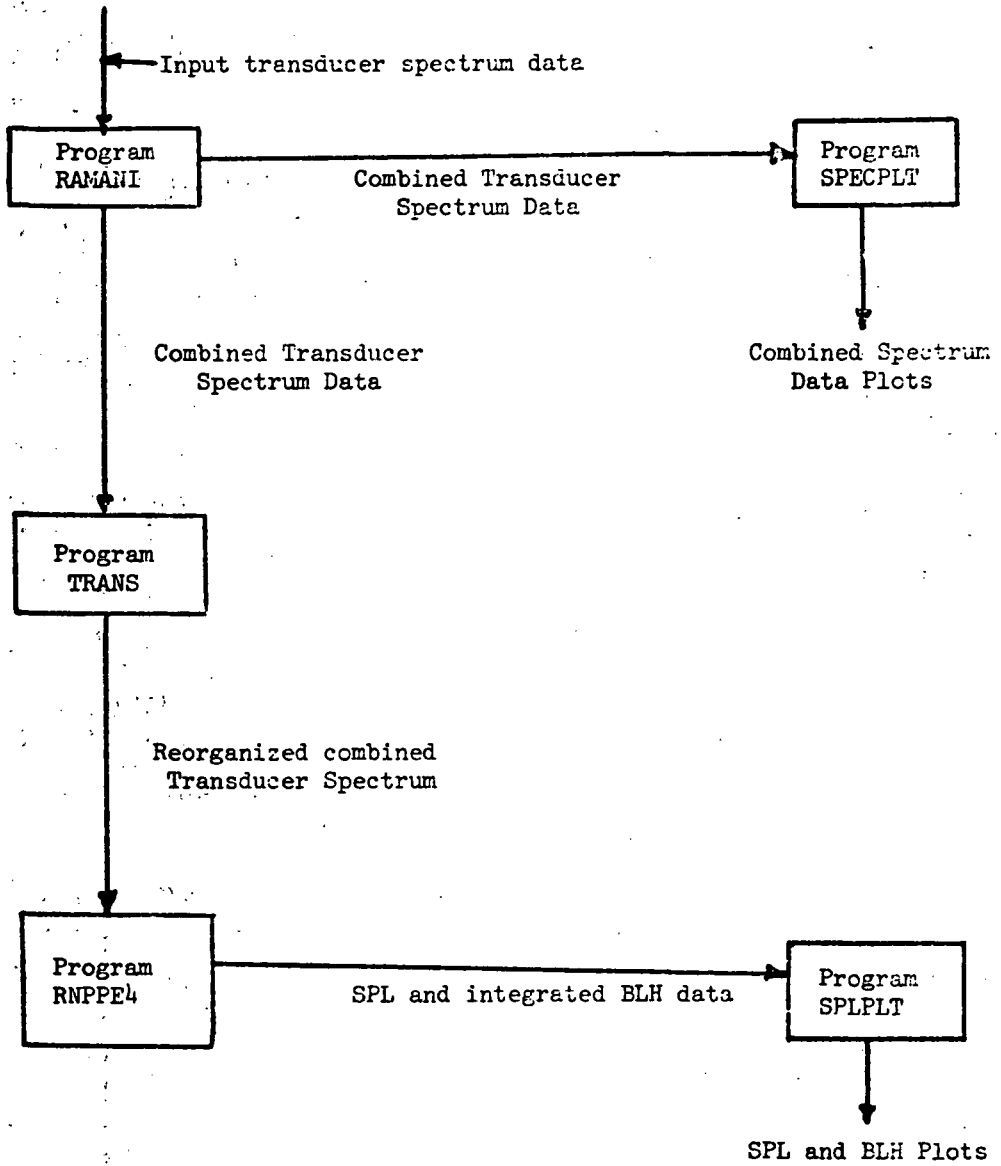 Input transducer spectrum data
Program
RAMANI
Combined Transducer
Spectrum Data
Program
SPECPLT
Combined Transducer
Spectrum Data
Combined Spectrum
Data Plots
Program
TRANS
Reorganized combined
Transducer Spectrum
Program
RNPPE4
SPL and integrated BLH data
Program
SPLPLT
SPL and BLH Plots